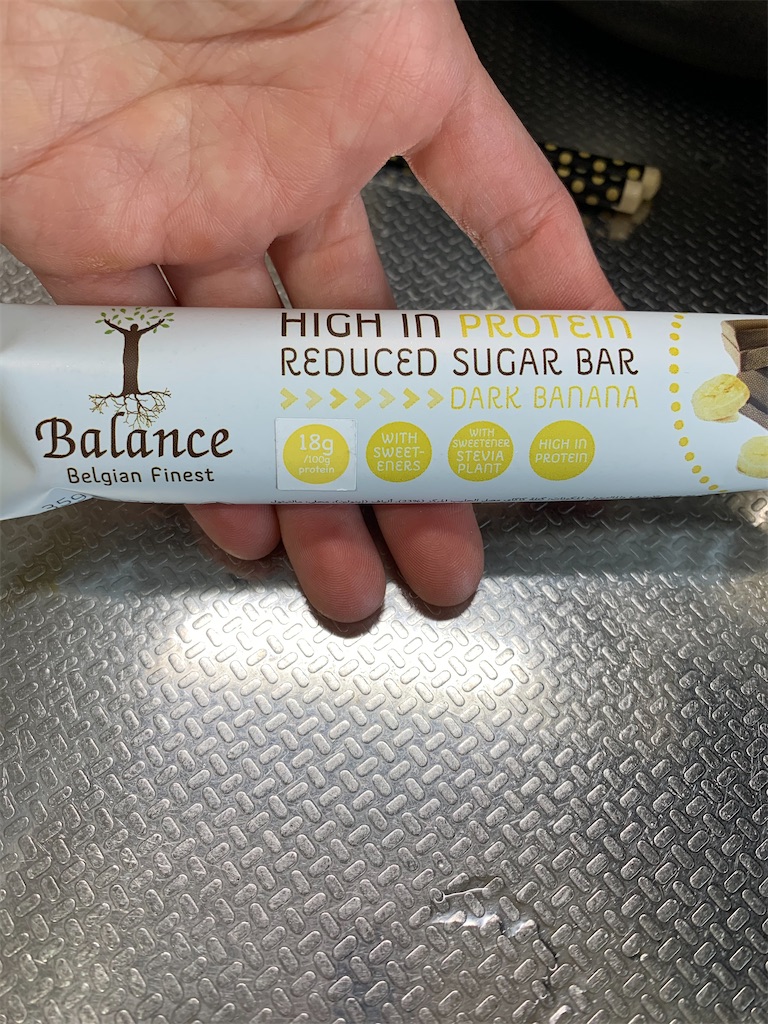 HIGH IN PROTEIN
REDUCED SUGAR BAR
>>>>>>> DARK BANANA
Balance
Belgian Finest
18g
/100g
protein
WITH
SWEET-
ENERS
WITH
SWEETENER
STEVIA
PLANT
HIGH IN
PROTEIN
35g